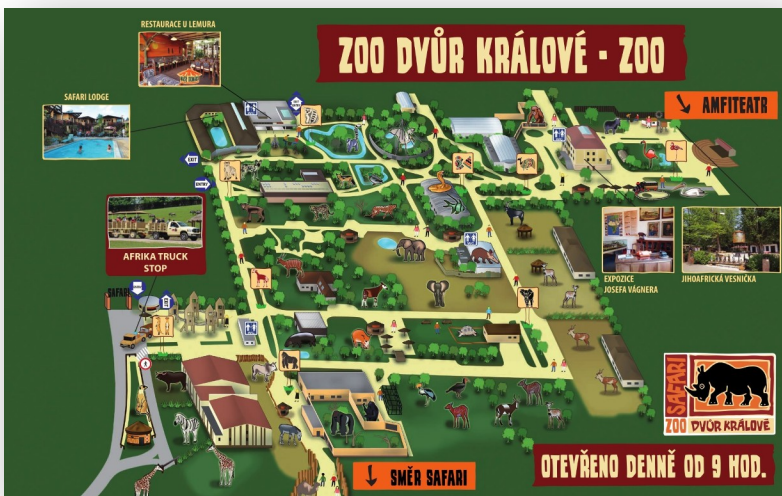 RESTAURACE U LEMURA
ZOO DVŮR KRÁLOVÉ - ZOO
SAFARI LODGE
AMFITEATR
EXIT
ENTRY
AFRIKA TRUCK
STOP
EXPOZICE
JOSEFA VÁGNERA
JIHOAFRICKÁ VESNIČKA
SAFARI
EXIT
SAFARI
ZOO DVŮR KRÁLOVÉ
SMĚR SAFARI
OTEVŘENO DENNĚ OD 9 HOD.